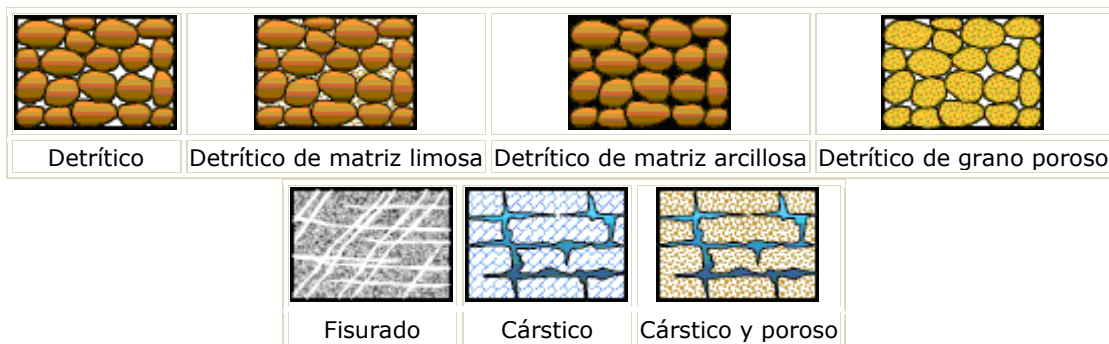 Detrítico Detrítico de matriz limosa Detrítico de matriz arcillosa Detrítico de grano poroso
Fisurado Cárstico Cárstico y poroso